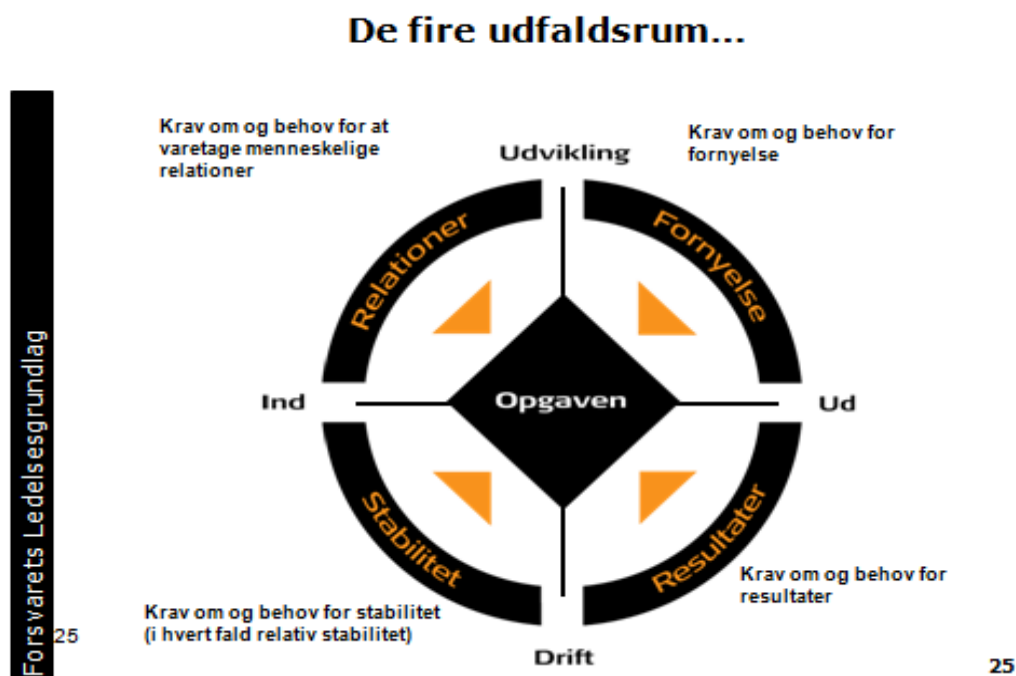 De fire udfaldsrum...
Krav om og behov for at
varetage menneskelige
relationer
Krav om og behov for
fornyelse
Udvikling
Relationer
Fornyelse
Ind
Opgaven
Ud
Stabilitet
Resultater
Krav om og behov for
resultater
Krav om og behov for stabilitet
(i hvert fald relativ stabilitet)
Drift
Forsvarets Ledelsesgrundlag
25
25